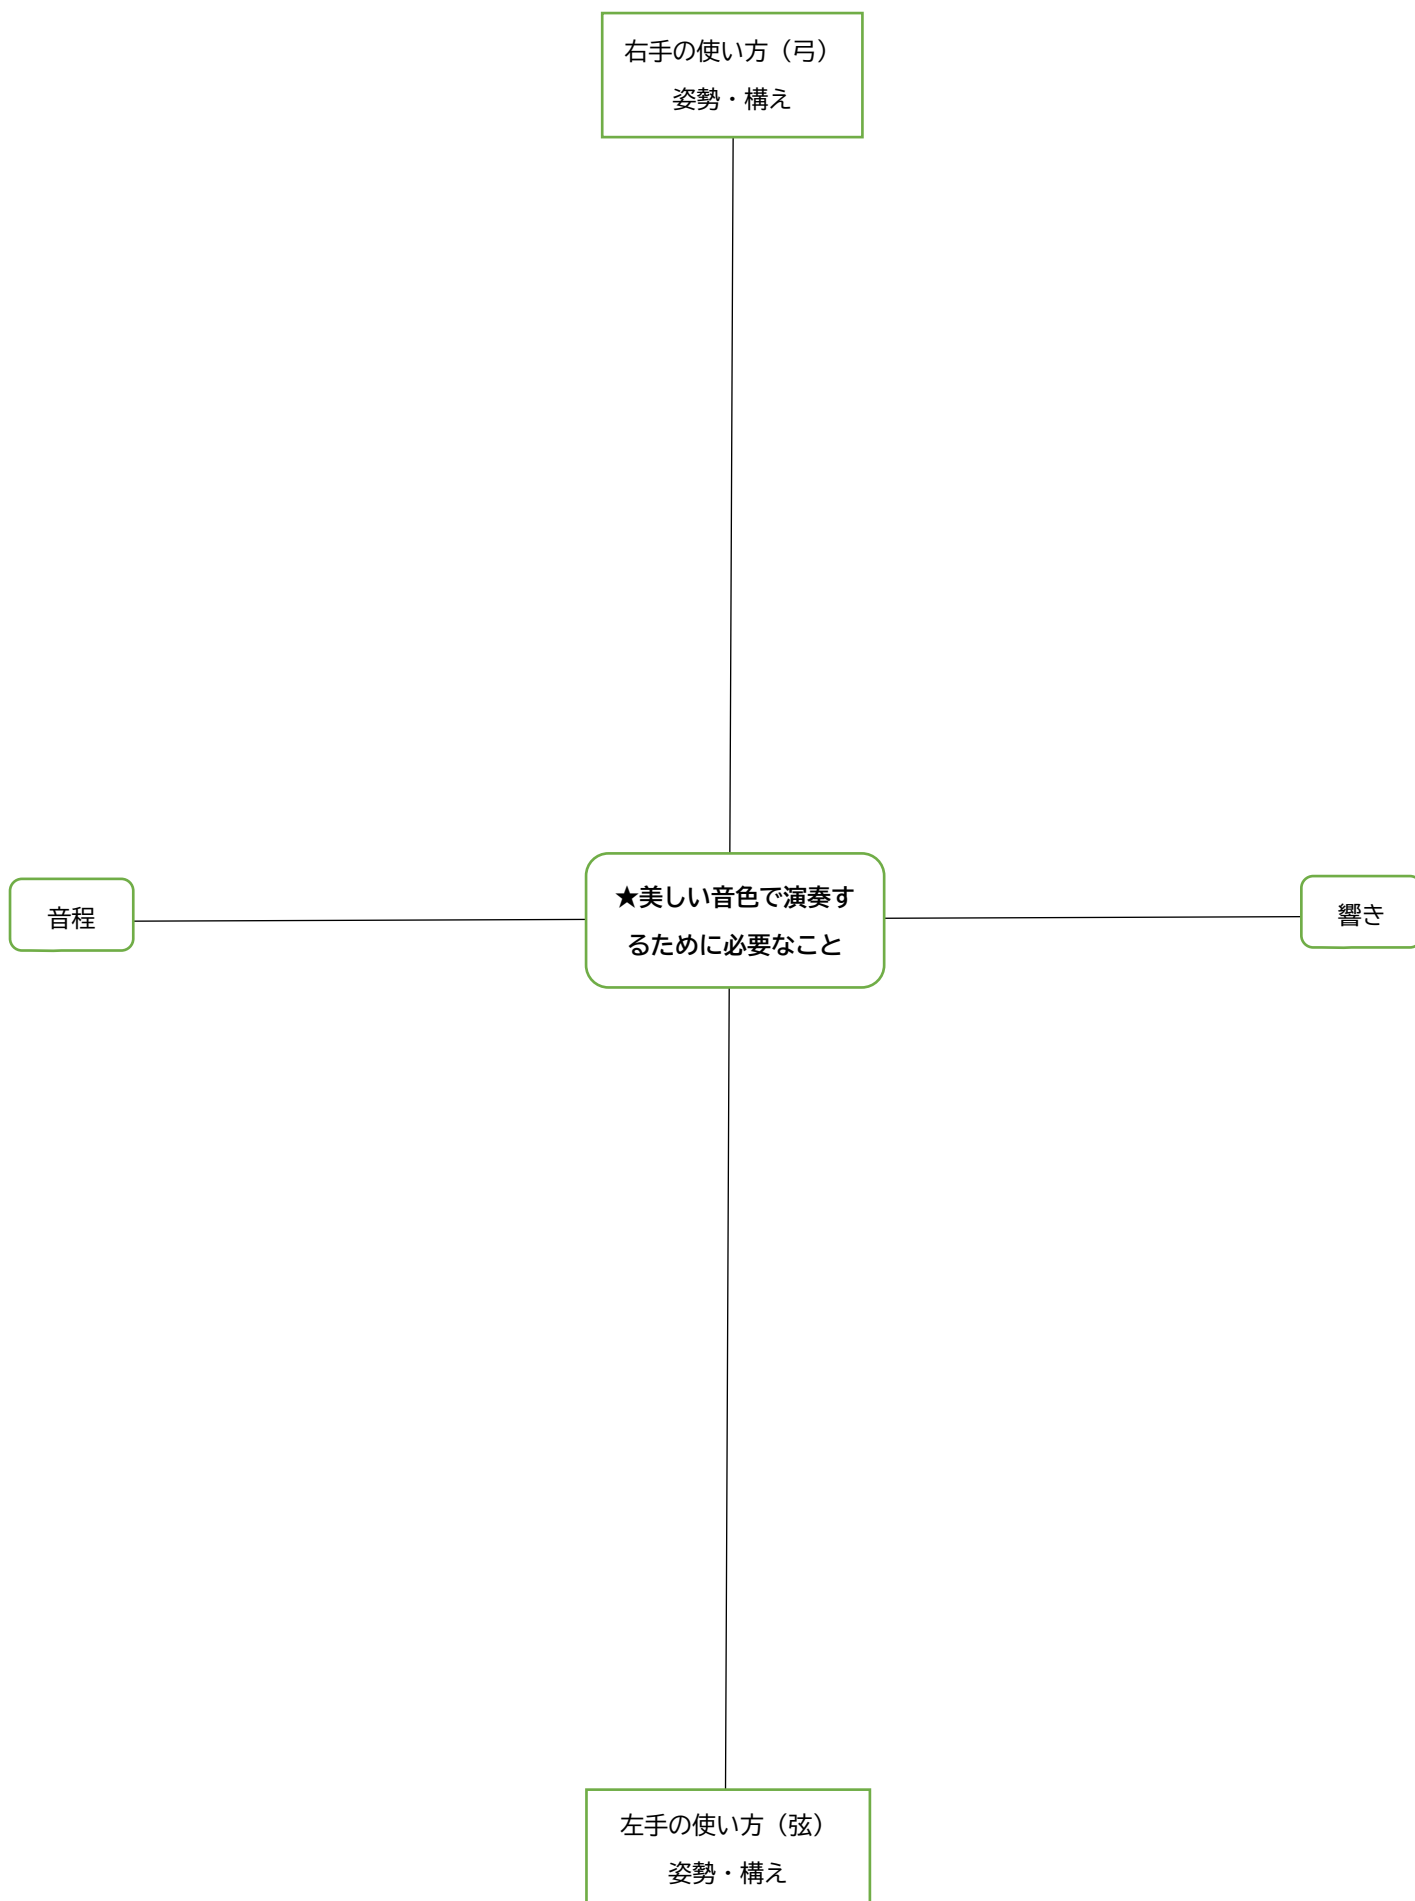 右手の使い方（弓）
姿勢・構え
★美しい音色で演奏す
るために必要なこと
音程
響き
左手の使い方（弦）
姿勢・構え